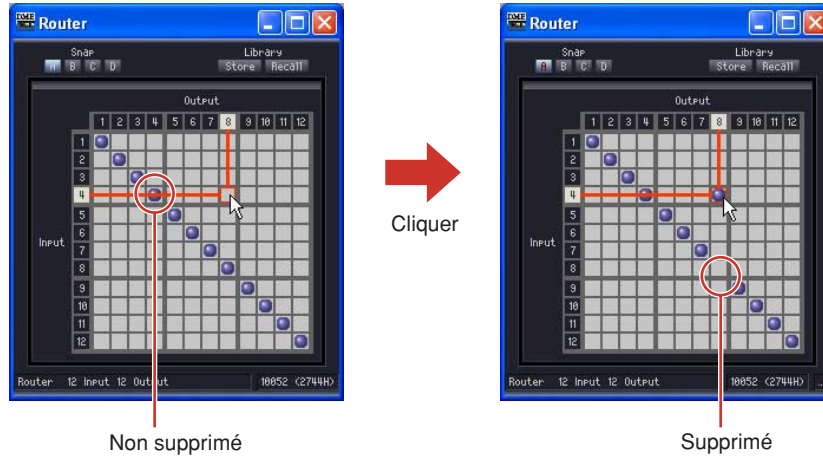 DME Router
Snap Library
A B C D Store Recall
Output
1 2 3 4 5 6 7 8 9 10 11 12
1
2
3
4
5
6
Input
7
8
9
10
11
12
Router 12 Input 12 Output 10052 (2744H)
Non supprimé
Cliquer
DME Router
Snap Library
A B C D Store Recall
Output
1 2 3 4 5 6 7 8 9 10 11 12
1
2
3
4
5
6
Input
7
8
9
10
11
12
Router 12 Input 12 Output 10052 (2744H) ...
Supprimé